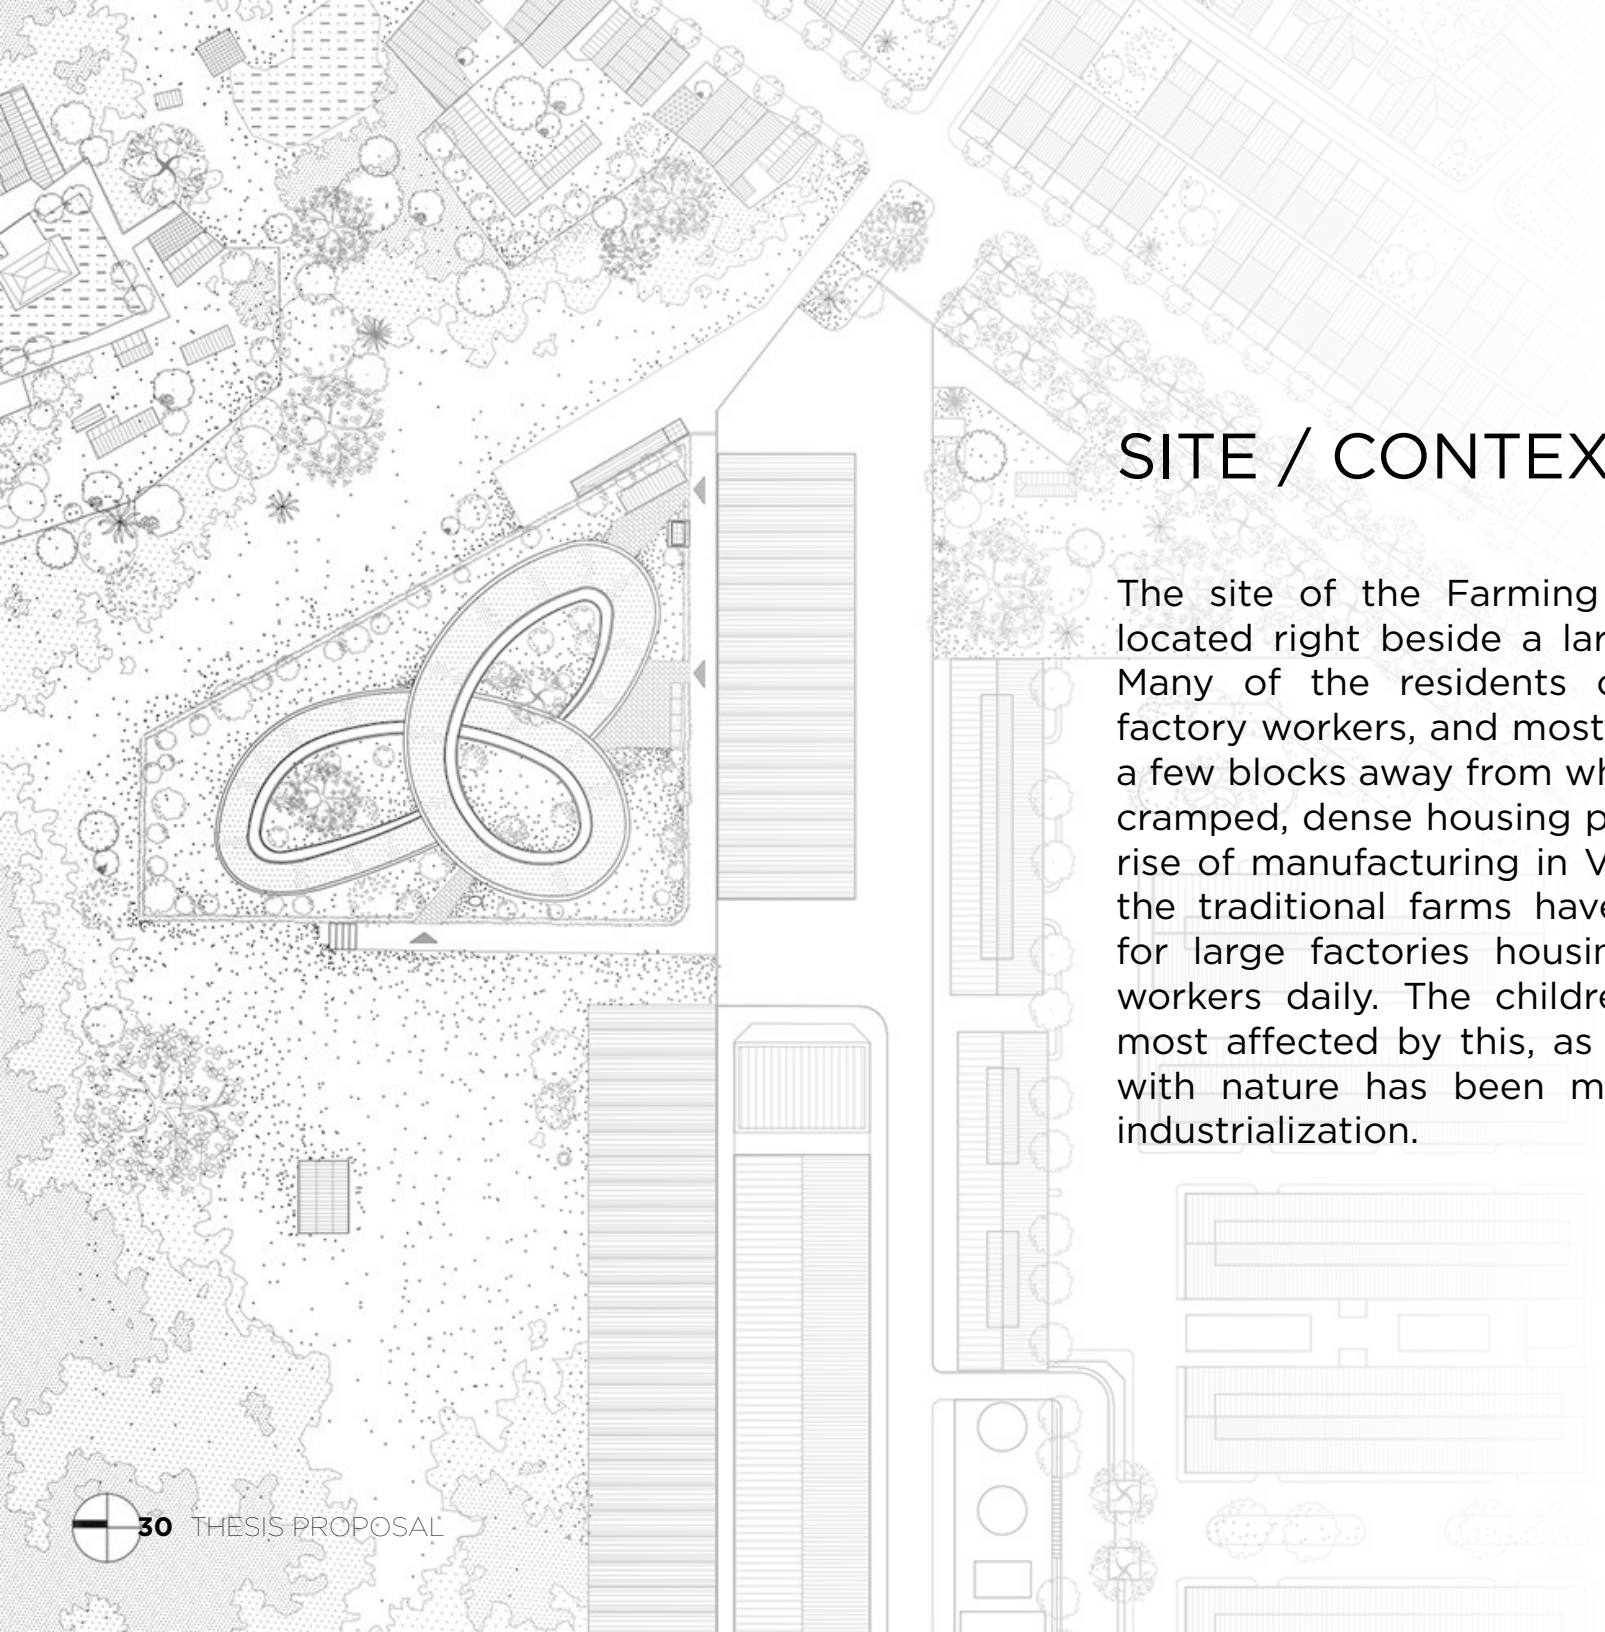 SITE / CONTEX
The site of the Farming
located right beside a lar
Many of the residents
factory workers, and most
a few blocks away from wh
cramped, dense housing p
rise of manufacturing in V
the traditional farms have
for large factories housin
workers daily. The childre
most affected by this, as
with nature has been m
industrialization.
30 THESIS PROPOSAL